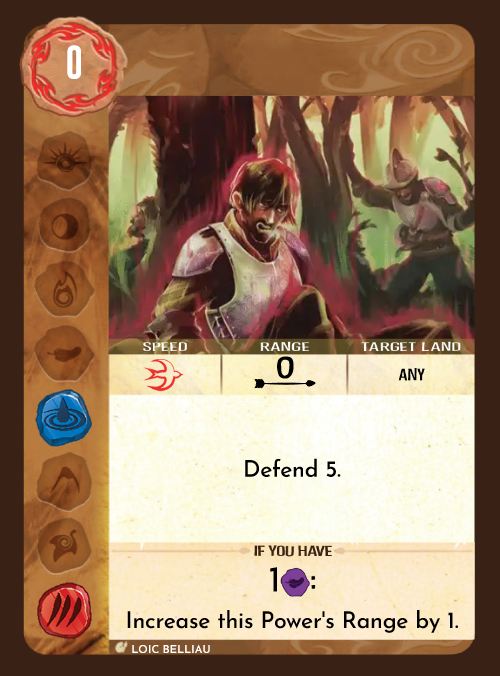 0
SPEED RANGE TARGET LAND
0 ANY
Defend 5.
IF YOU HAVE
1 :
Increase this Power's Range by 1.
LOIC BELLIAU